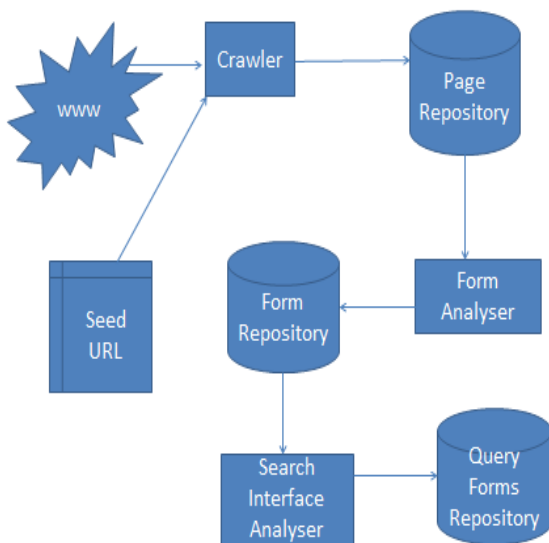 www
Crawler
Page
Repository
Seed
URL
Form
Repository
Form
Analyser
Search
Interface
Analyser
Query
Forms
Repository